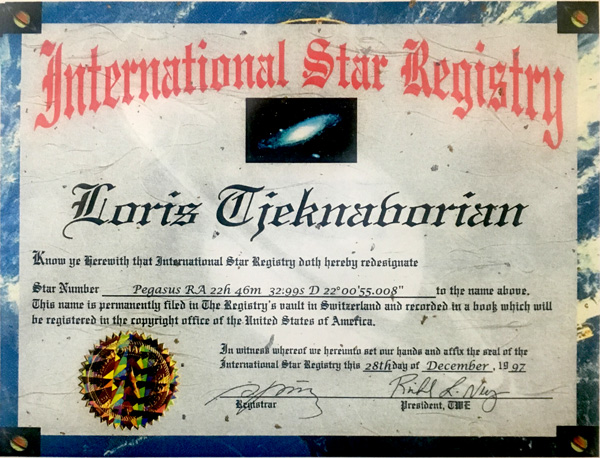 International Star Registry
Loris Tjeknavorian
Know ye Herewith that International Star Registry doth hereby redesignate
Star Number Pegasus RA 22h 46m 32:99s D 22°00'55.008" to the name above.
This name is permanently filed in The Registry's vault in Switzerland and recorded in a book which will
be registered in the copyright office of the United States of America.
In witness whereof we hereunto set our hands and affix the seal of the
International Star Registry this 28th day of December, 1997
Registrar President, TWE